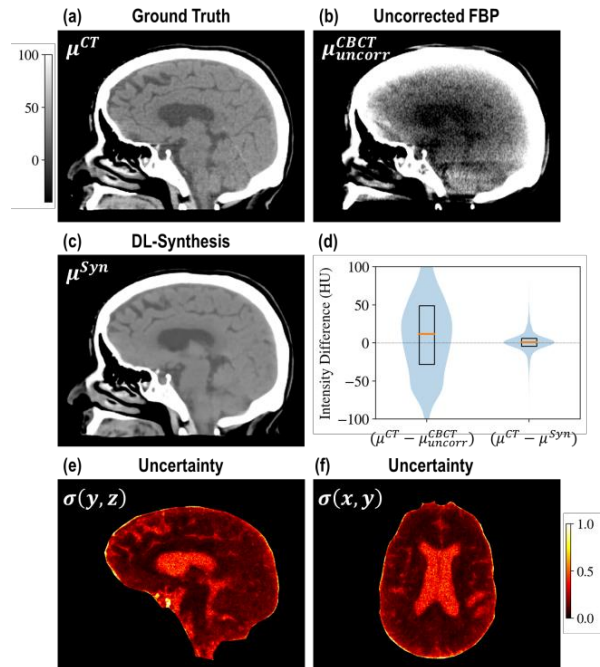 (a) Ground Truth
(b) Uncorrected FBP
μ^CT
μ^CBCT_uncorr
100
50
0
(c) DL-Synthesis
(d)
μ^Syn
Intensity Difference (HU)
100
50
0
−50
−100
(μ^CT − μ^CBCT_uncorr)
(μ^CT − μ^Syn)
(e) Uncertainty
(f) Uncertainty
σ(y, z)
σ(x, y)
1.0
0.5
0.0